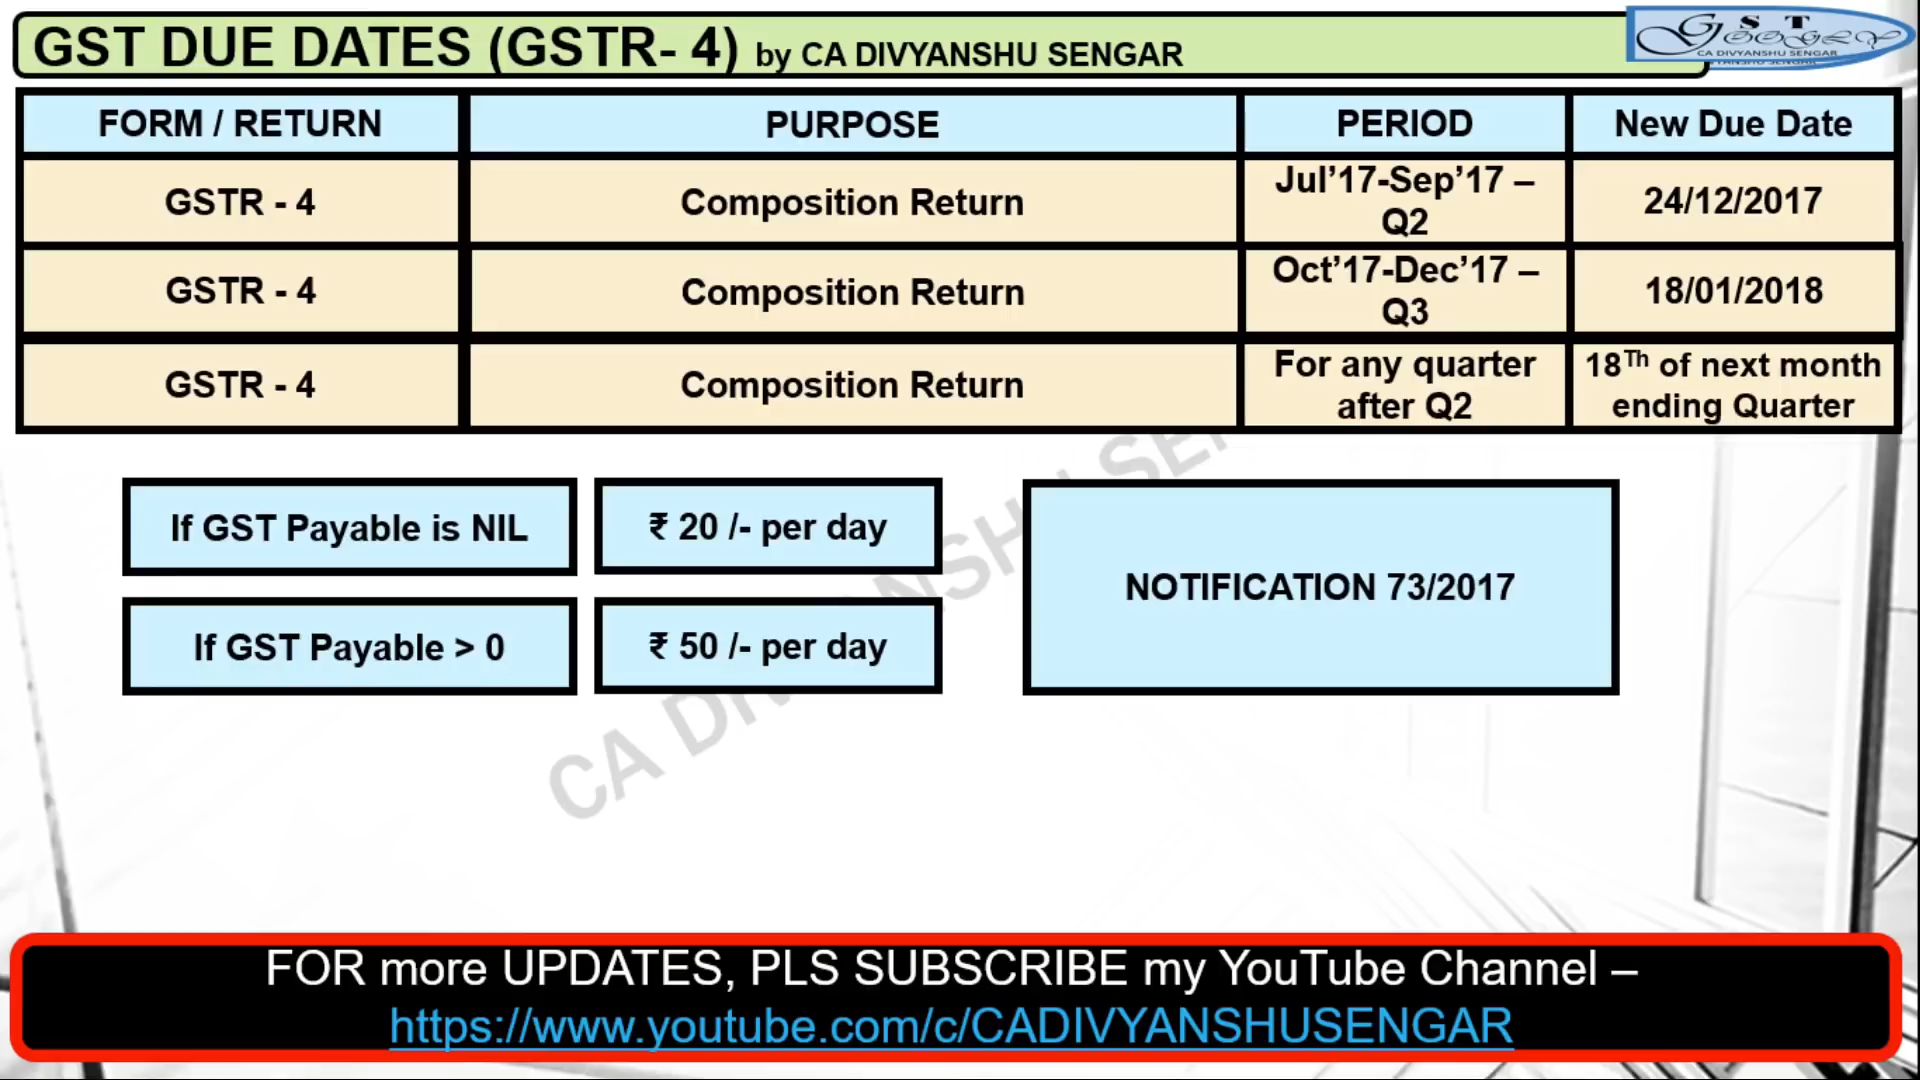 GST DUE DATES (GSTR- 4) by CA DIVYANSHU SENGAR
G S T
GOOGLY
CA DIVYANSHU SENGAR
FORM / RETURN PURPOSE PERIOD New Due Date
GSTR - 4 Composition Return Jul’17-Sep’17 – Q2 24/12/2017
GSTR - 4 Composition Return Oct’17-Dec’17 – Q3 18/01/2018
GSTR - 4 Composition Return For any quarter after Q2 18Th of next month ending Quarter
If GST Payable is NIL ₹ 20 /- per day
NOTIFICATION 73/2017
If GST Payable > 0 ₹ 50 /- per day
FOR more UPDATES, PLS SUBSCRIBE my YouTube Channel –
https://www.youtube.com/c/CADIVYANSHUSENGAR